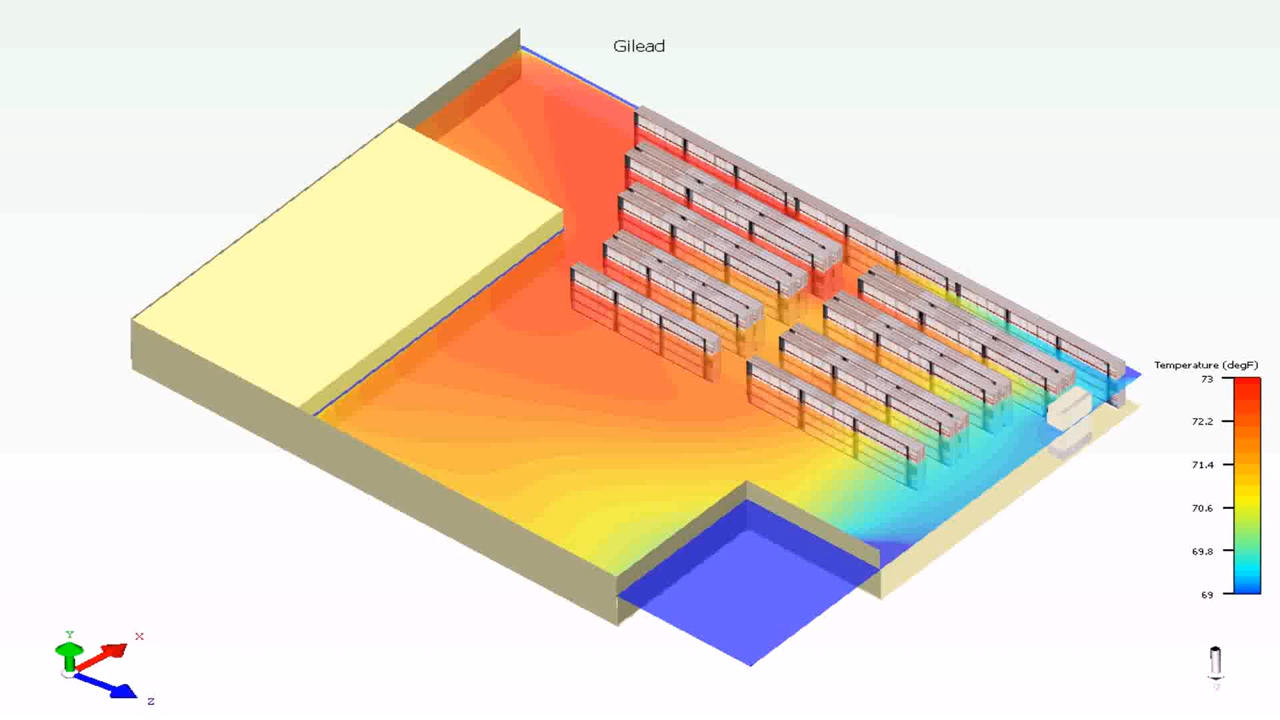 Gilead
Temperature (degF)
73
72.2
71.4
70.6
69.8
69
Y
X
Z